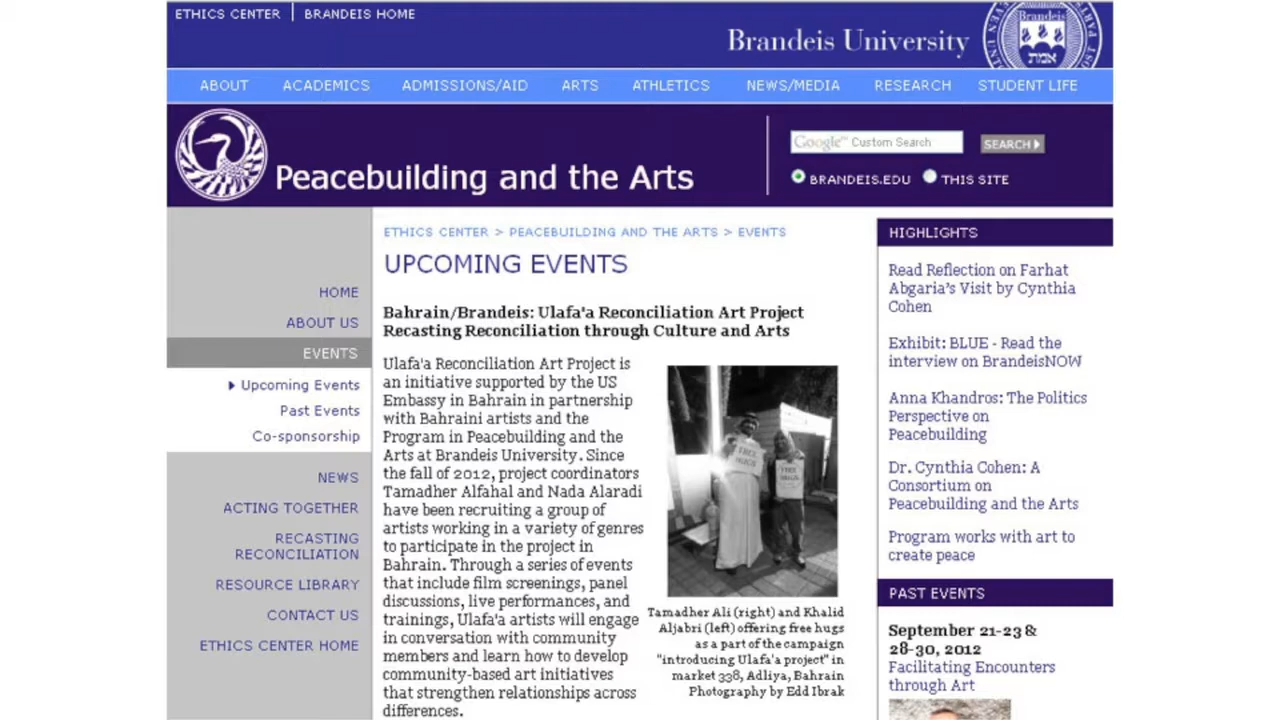 ETHICS CENTER | BRANDEIS HOME
Brandeis University
Brandeis
אמת
ABOUT ACADEMICS ADMISSIONS/AID ARTS ATHLETICS NEWS/MEDIA RESEARCH STUDENT LIFE
Peacebuilding and the Arts
Google™ Custom Search
SEARCH
BRANDEIS.EDU THIS SITE
HOME
ABOUT US
EVENTS
Upcoming Events
Past Events
Co-sponsorship
NEWS
ACTING TOGETHER
RECASTING
RECONCILIATION
RESOURCE LIBRARY
CONTACT US
ETHICS CENTER HOME
ETHICS CENTER > PEACEBUILDING AND THE ARTS > EVENTS
UPCOMING EVENTS
Bahrain/Brandeis: Ulafa'a Reconciliation Art Project
Recasting Reconciliation through Culture and Arts
Ulafa'a Reconciliation Art Project is
an initiative supported by the US
Embassy in Bahrain in partnership
with Bahraini artists and the
Program in Peacebuilding and the
Arts at Brandeis University. Since
the fall of 2012, project coordinators
Tamadher Alfahal and Nada Alaradi
have been recruiting a group of
artists working in a variety of genres
to participate in the project in
Bahrain. Through a series of events
that include film screenings, panel
discussions, live performances, and
trainings, Ulafa'a artists will engage
in conversation with community
members and learn how to develop
community-based art initiatives
that strengthen relationships across
differences.
FREE
HUGS
FREE
HUGS
Tamadher Ali (right) and Khalid
Aljabri (left) offering free hugs
as a part of the campaign
"introducing Ulafa'a project" in
market 338, Adliya, Bahrain
Photography by Edd Ibrak
HIGHLIGHTS
Read Reflection on Farhat
Abgaria's Visit by Cynthia
Cohen
Exhibit: BLUE - Read the
interview on BrandeisNOW
Anna Khandros: The Politics
Perspective on
Peacebuilding
Dr. Cynthia Cohen: A
Consortium on
Peacebuilding and the Arts
Program works with art to
create peace
PAST EVENTS
September 21-23 &
28-30, 2012
Facilitating Encounters
through Art